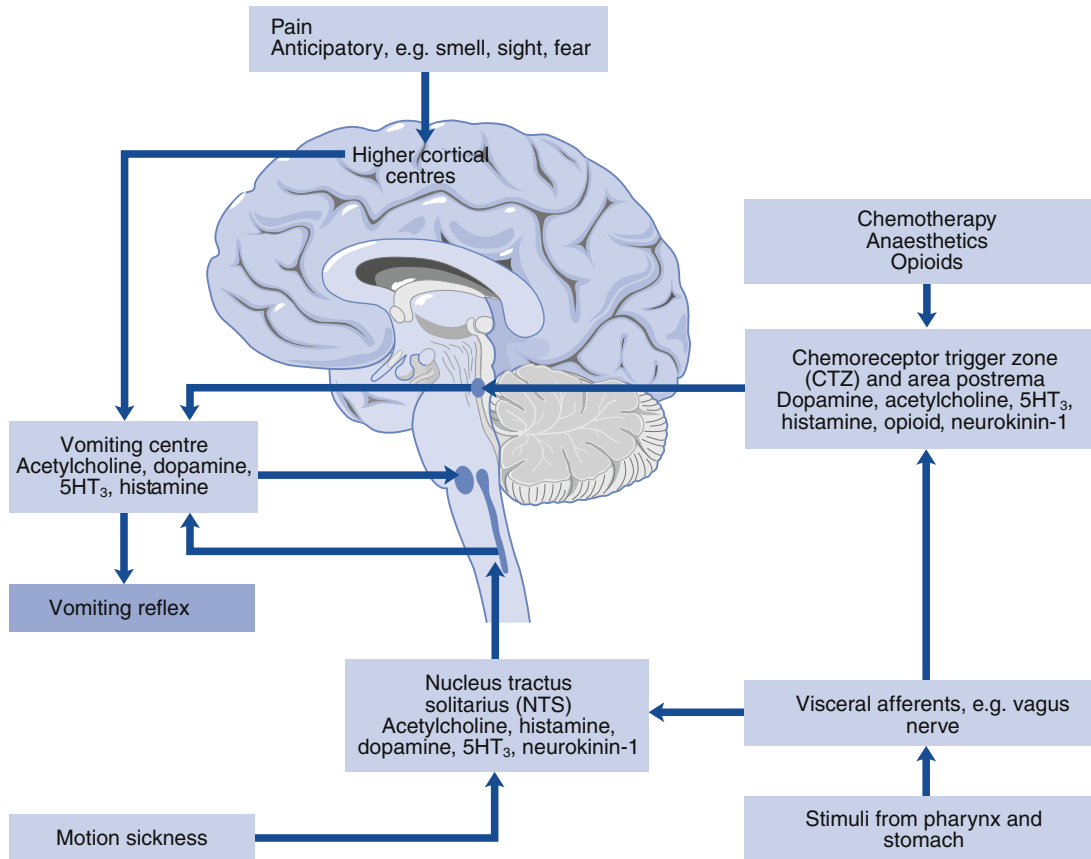 Pain
Anticipatory, e.g. smell, sight, fear
Higher cortical
centres
Chemotherapy
Anaesthetics
Opioids
Chemoreceptor trigger zone
(CTZ) and area postrema
Dopamine, acetylcholine, 5HT₃,
histamine, opioid, neurokinin-1
Vomiting centre
Acetylcholine, dopamine,
5HT₃, histamine
Vomiting reflex
Nucleus tractus
solitarius (NTS)
Acetylcholine, histamine,
dopamine, 5HT₃, neurokinin-1
Visceral afferents, e.g. vagus
nerve
Motion sickness
Stimuli from pharynx and
stomach